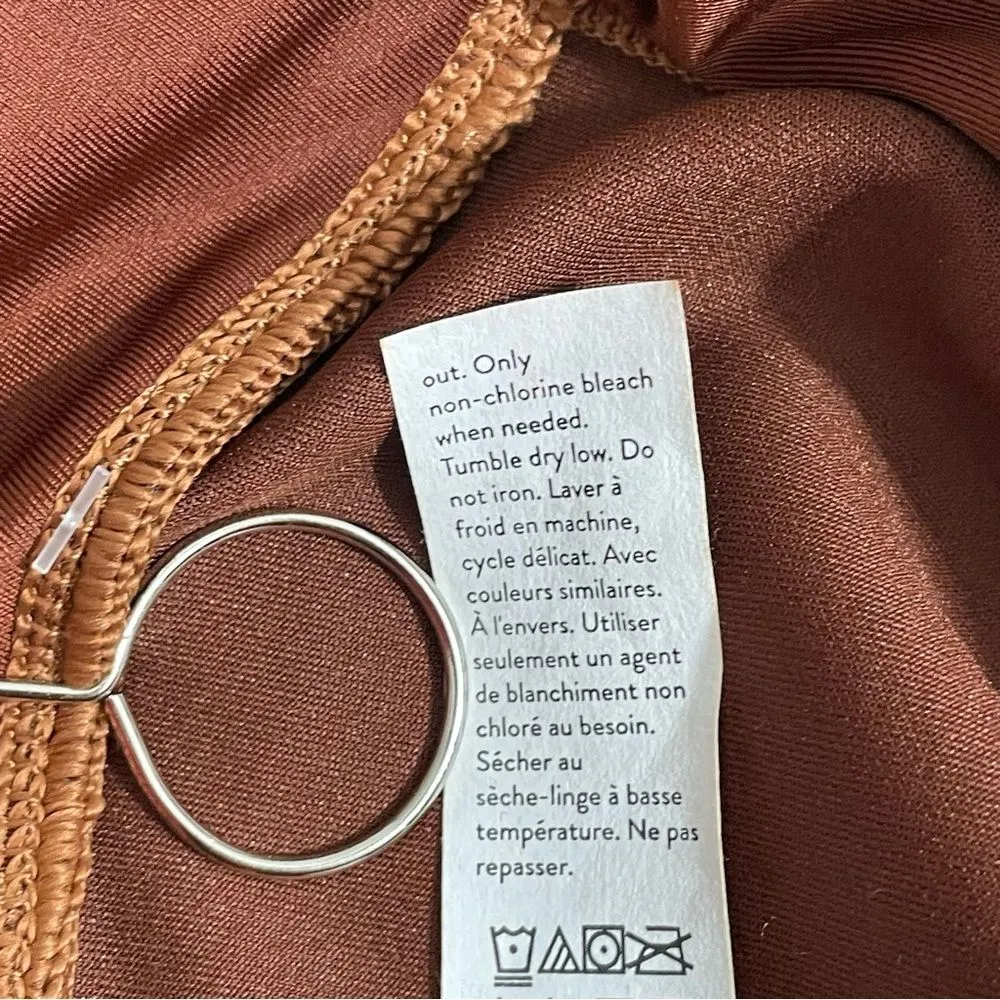 out. Only
non-chlorine bleach
when needed.
Tumble dry low. Do
not iron. Laver à
froid en machine,
cycle délicat. Avec
couleurs similaires.
À l'envers. Utiliser
seulement un agent
de blanchiment non
chloré au besoin.
Sécher au
sèche-linge à basse
température. Ne pas
repasser.